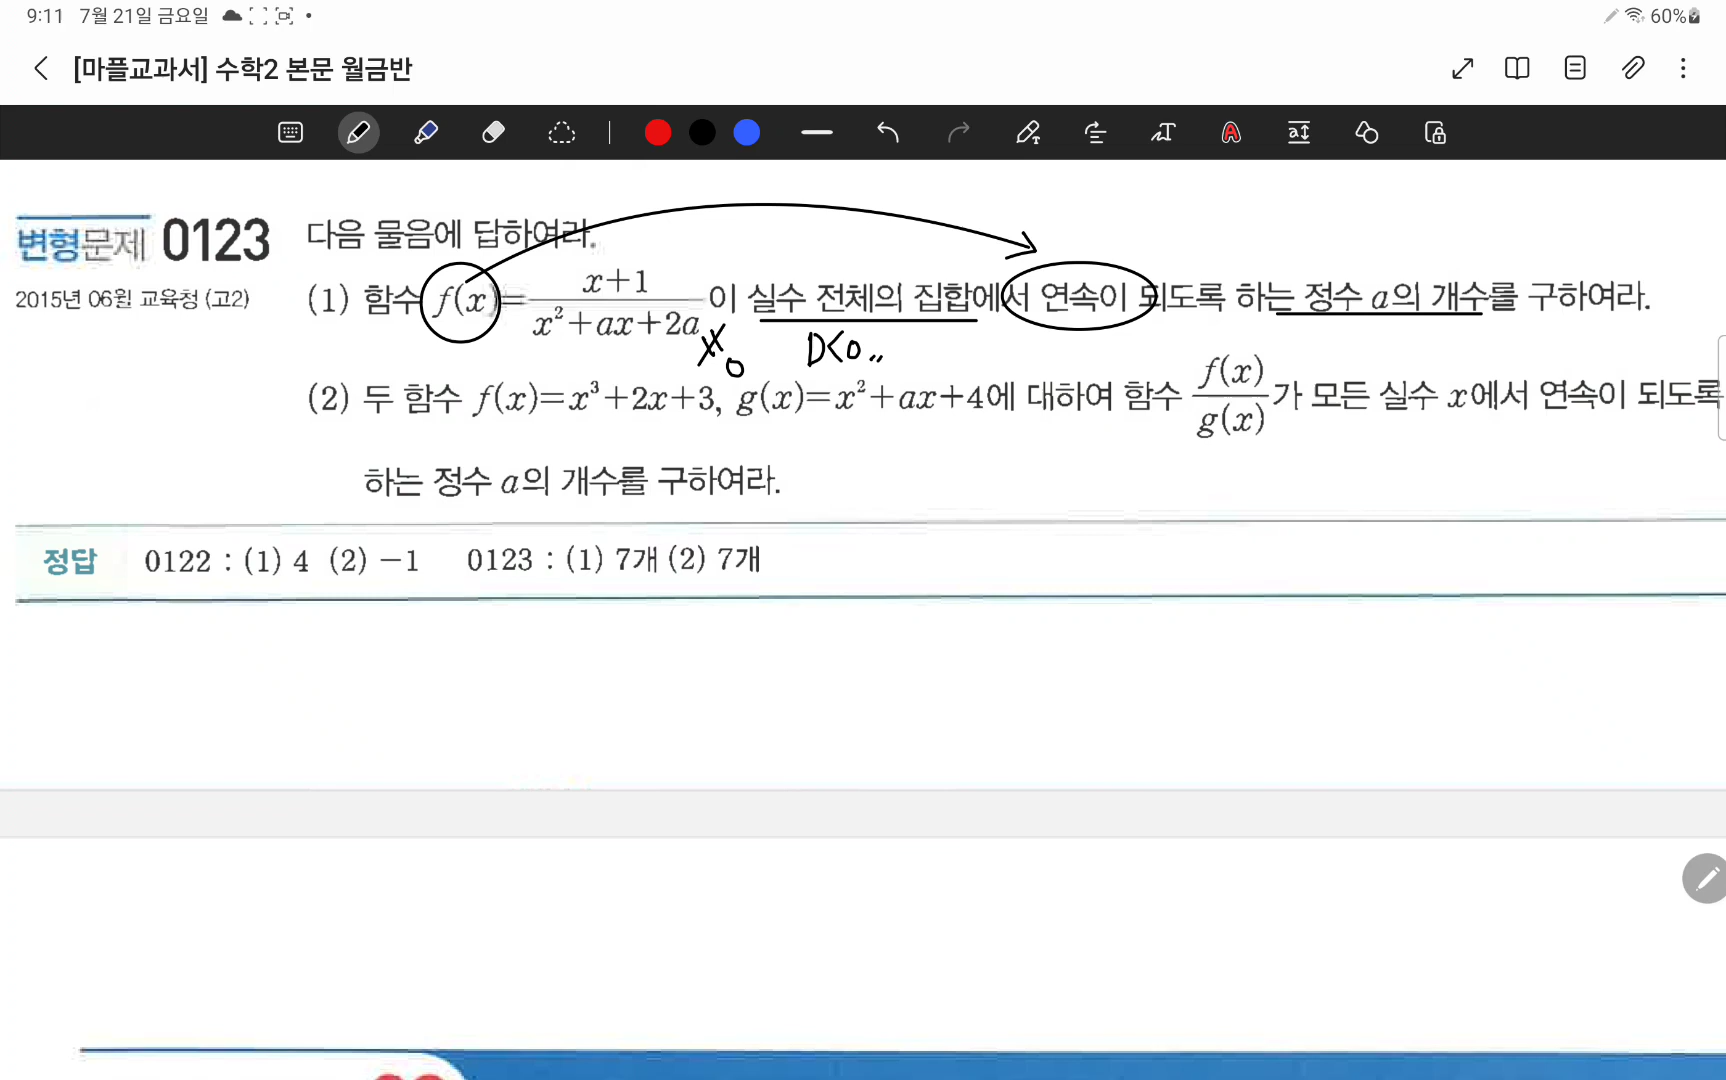 9:11 7월 21일 금요일
60%
[마플교과서] 수학2 본문 월금반
변형문제 0123 다음 물음에 답하여라.
2015년 06월 교육청 (고2)
(1) 함수 f(x)=\frac{x+1}{x^2+ax+2a}이 실수 전체의 집합에서 연속이 되도록 하는 정수 a의 개수를 구하여라.
≠0 D<0
(2) 두 함수 f(x)=x^3+2x+3, g(x)=x^2+ax+4에 대하여 함수 \frac{f(x)}{g(x)}가 모든 실수 x에서 연속이 되도록
하는 정수 a의 개수를 구하여라.
정답 0122 : (1) 4 (2) −1 0123 : (1) 7개 (2) 7개